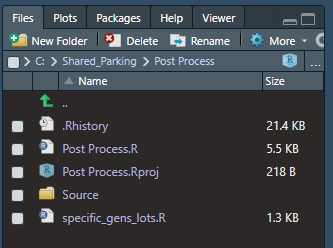 Files Plots Packages Help Viewer
New Folder Delete Rename More
C: Shared_Parking Post Process ...
Name Size
..
.Rhistory 21.4 KB
Post Process.R 5.5 KB
Post Process.Rproj 218 B
Source
specific_gens_lots.R 1.3 KB